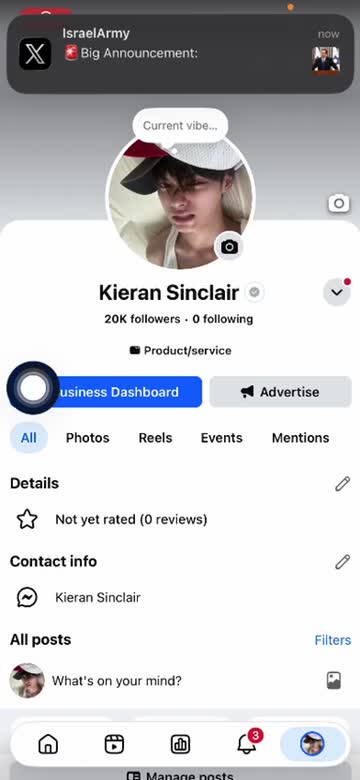 IsraelArmy
now
🚨Big Announcement:
Current vibe...
Kieran Sinclair
20K followers · 0 following
Product/service
usiness Dashboard
Advertise
All
Photos
Reels
Events
Mentions
Details
Not yet rated (0 reviews)
Contact info
Kieran Sinclair
All posts
Filters
What's on your mind?
3
Manage posts